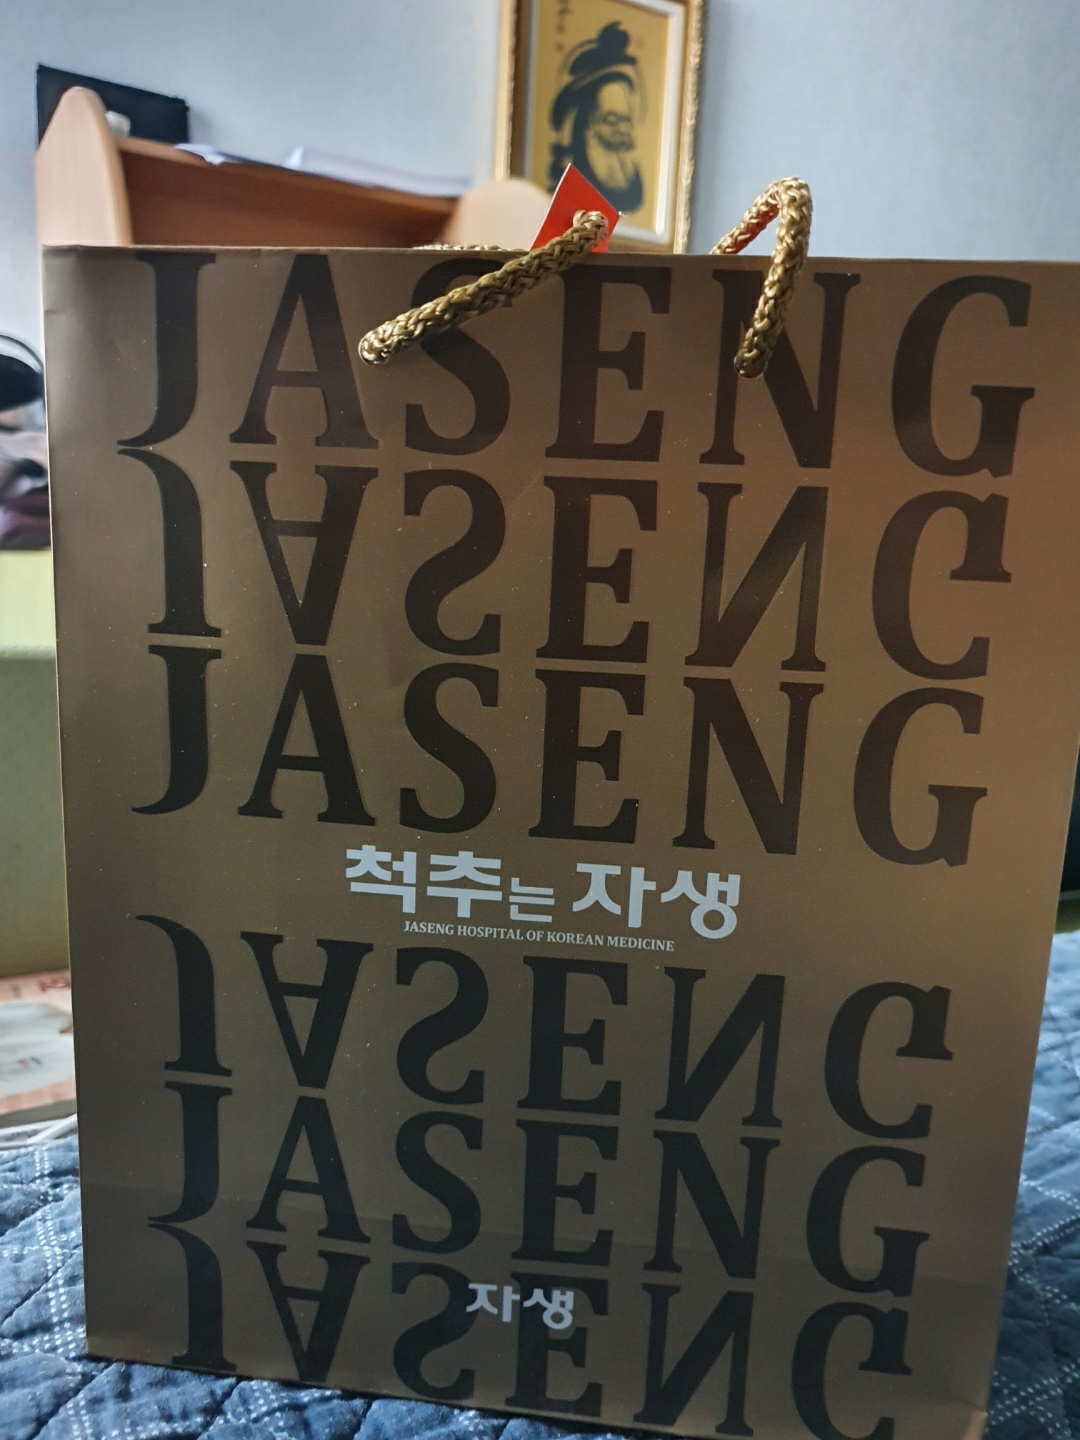 JASENG
JASENG
JASENG
척추는 자생
JASENG HOSPITAL OF KOREAN MEDICINE
JASENG
JASENG
자생
JASENG